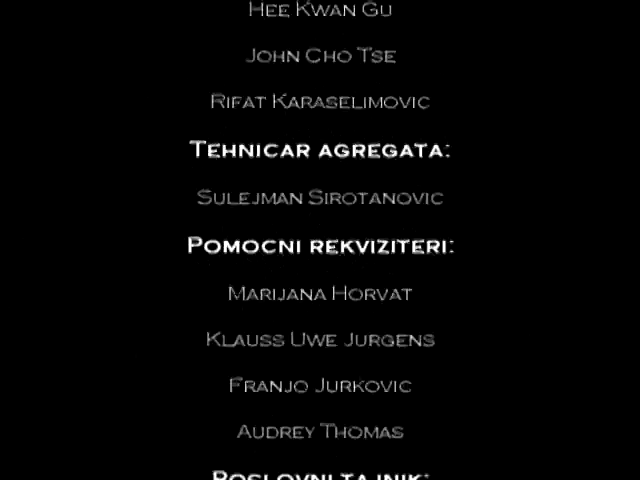 Hee Kwan Gu
John Cho Tse
Rifat Karaselimovic
Tehnicar agregata:
Sulejman Sirotanovic
Pomocni rekviziteri:
Marijana Horvat
Klauss Uwe Jurgens
Franjo Jurkovic
Audrey Thomas
Poslovni tajnik: